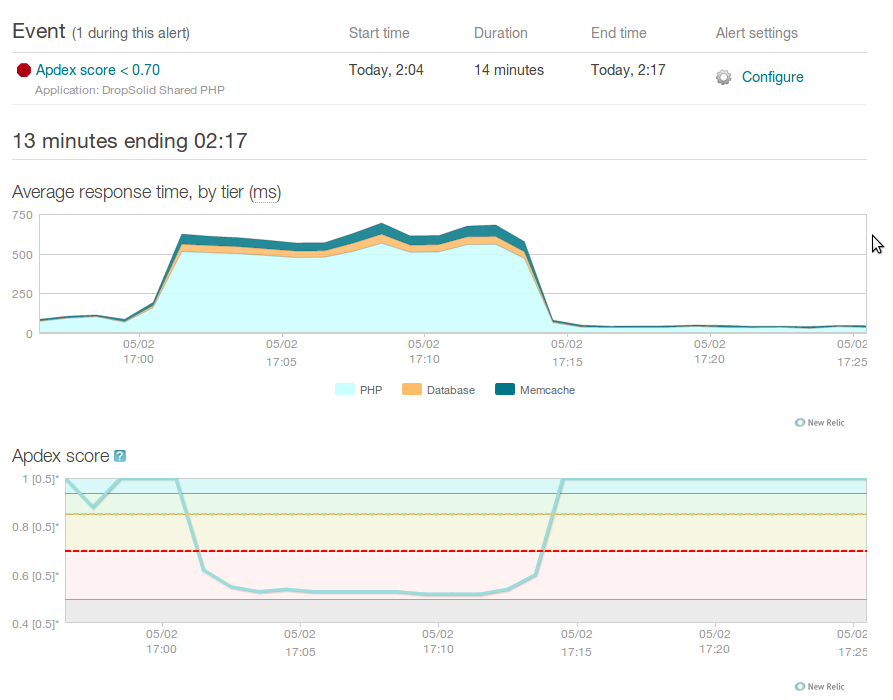 Event (1 during this alert) Start time Duration End time Alert settings
Apdex score < 0.70 Today, 2:04 14 minutes Today, 2:17 Configure
Application: DropSolid Shared PHP
13 minutes ending 02:17
Average response time, by tier (ms)
750
500
250
0
05/02 05/02 05/02 05/02 05/02 05/02
17:00 17:05 17:10 17:15 17:20 17:25
PHP Database Memcache
New Relic
Apdex score ?
1 [0.5]*
0.8 [0.5]*
0.6 [0.5]*
0.4 [0.5]*
05/02 05/02 05/02 05/02 05/02 05/02
17:00 17:05 17:10 17:15 17:20 17:25
New Relic